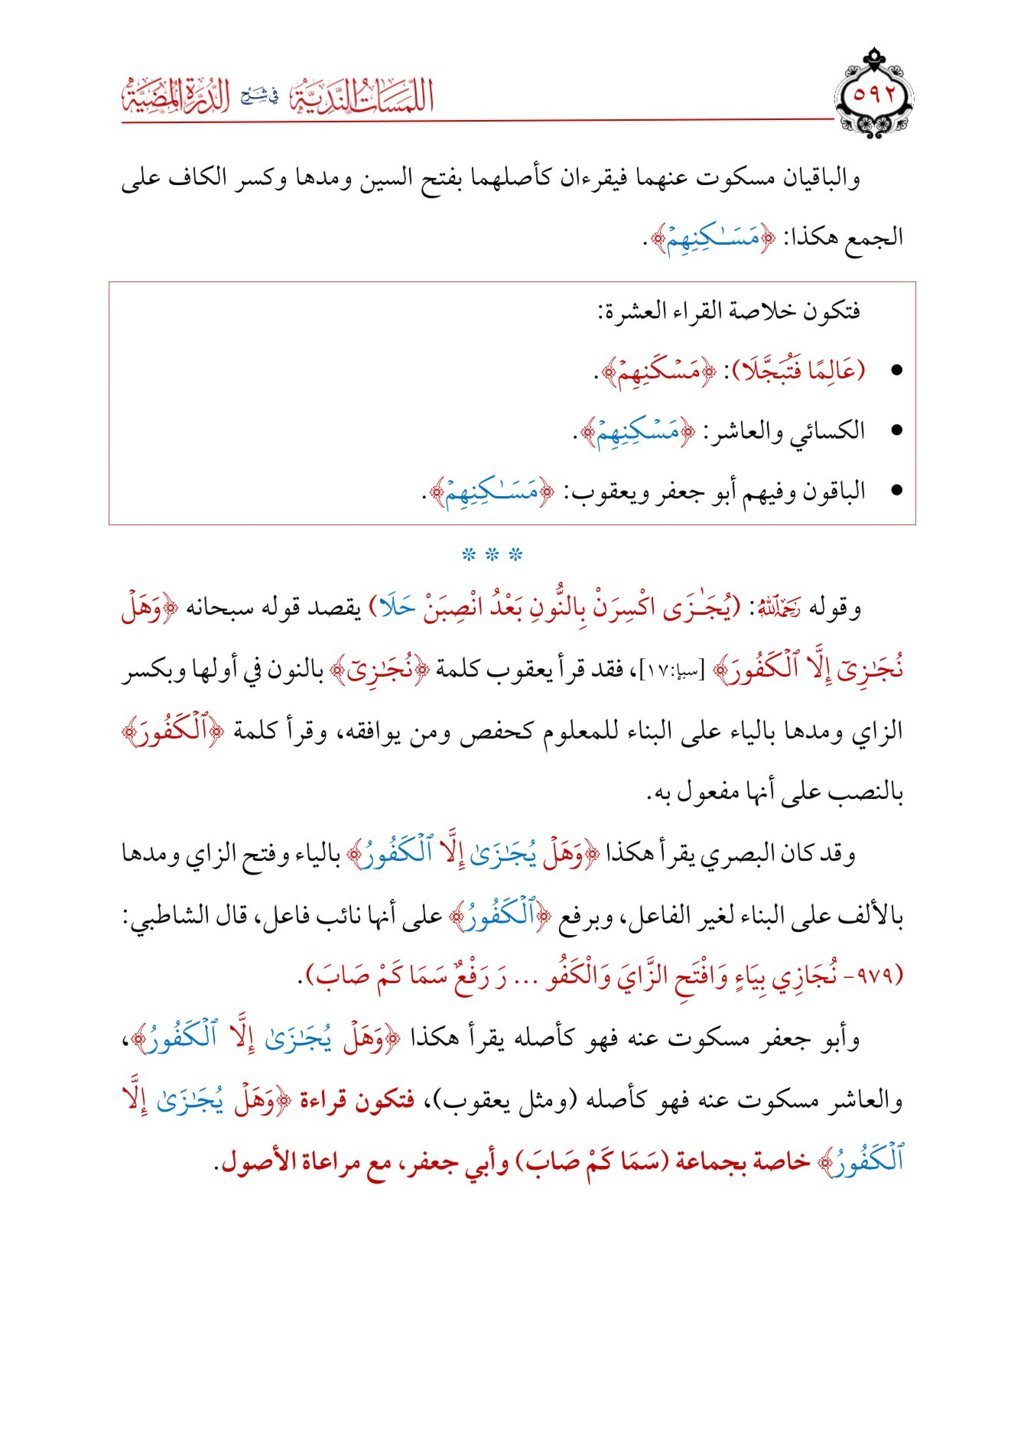 ٥٩٢
اللمسات الندية في شرح الدرة المضية
والباقيان مسكوت عنهما فيقرءان كأصلهما بفتح السين ومدها وكسر الكاف على
الجمع هكذا: ﴿مَسَـٰكِنِهِمۡ﴾.
فتكون خلاصة القراء العشرة:
• (عَالِمًا فَتُبَجَّلَا): ﴿مَسۡكَنِهِمۡ﴾.
• الكسائي والعاشر: ﴿مَسۡكِنِهِمۡ﴾.
• الباقون وفيهم أبو جعفر ويعقوب: ﴿مَسَـٰكِنِهِمۡ﴾.
* * *
وقوله رَحِمَهُ اللَّهُ: (يُجَـٰزَى اكْسِرَنْ بِالنُّونِ بَعْدُ انْصِبَنْ حَلَا) يقصد قوله سبحانه ﴿وَهَلۡ
نُجَـٰزِيٓ إِلَّا ٱلۡكَفُورَ﴾ [سبإ:١٧]، فقد قرأ يعقوب كلمة ﴿نُجَـٰزِيٓ﴾ بالنون في أولها وبكسر
الزاي ومدها بالياء على البناء للمعلوم كحفص ومن يوافقه، وقرأ كلمة ﴿ٱلۡكَفُورَ﴾
بالنصب على أنها مفعول به.
وقد كان البصري يقرأ هكذا ﴿وَهَلۡ يُجَـٰزَىٰ إِلَّا ٱلۡكَفُورُ﴾ بالياء وفتح الزاي ومدها
بالألف على البناء لغير الفاعل، وبرفع ﴿ٱلۡكَفُورُ﴾ على أنها نائب فاعل، قال الشاطبي:
(٩٧٩- نُجَازِي بِيَاءٍ وَافْتَحِ الزَّايَ وَالْكَفُو ... رَ رَفْعٌ سَمَا كَمْ صَابَ).
وأبو جعفر مسكوت عنه فهو كأصله يقرأ هكذا ﴿وَهَلۡ يُجَـٰزَىٰ إِلَّا ٱلۡكَفُورُ﴾،
والعاشر مسكوت عنه فهو كأصله (ومثل يعقوب)، فتكون قراءة ﴿وَهَلۡ يُجَـٰزَىٰ إِلَّا
ٱلۡكَفُورُ﴾ خاصة بجماعة (سَمَا كَمْ صَابَ) وأبي جعفر، مع مراعاة الأصول.